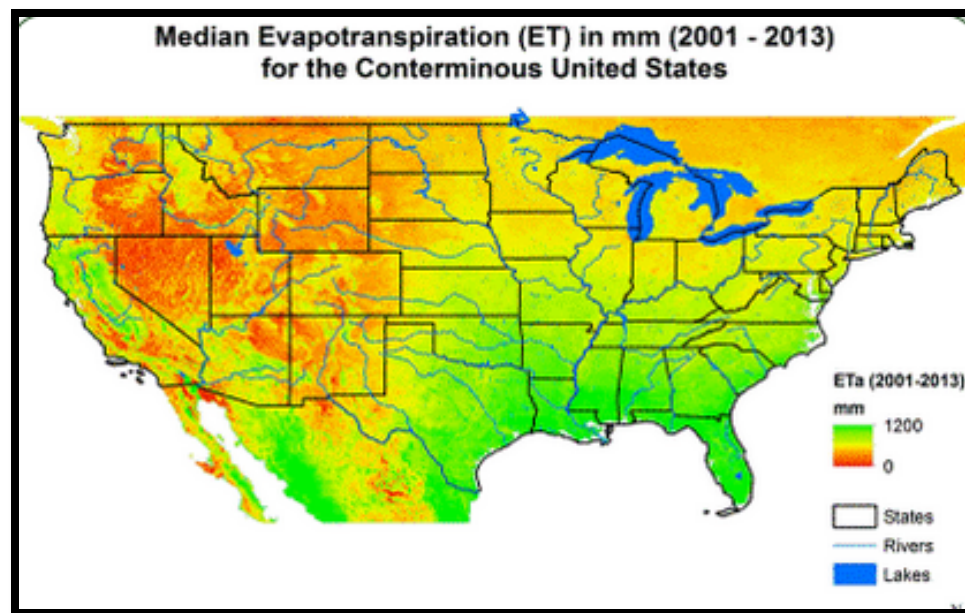 Median Evapotranspiration (ET) in mm (2001 - 2013)
for the Conterminous United States
ETa (2001-2013)
mm
1200
0
States
Rivers
Lakes